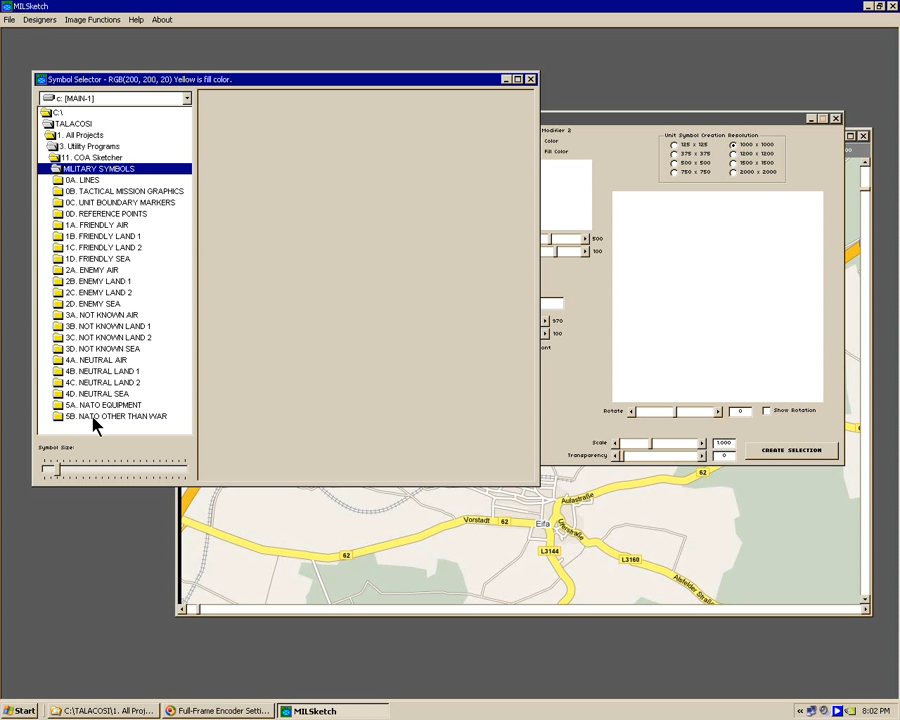 MILSketch
File Designers Image Functions Help About
Symbol Selector - RGB(200, 200, 20) Yellow is fill color.
c: [MAIN-1]
C:\
TALACOSI
1. All Projects
3. Utility Programs
11. COA Sketcher
MILITARY SYMBOLS
0A. LINES
0B. TACTICAL MISSION GRAPHICS
0C. UNIT BOUNDARY MARKERS
0D. REFERENCE POINTS
1A. FRIENDLY AIR
1B. FRIENDLY LAND 1
1C. FRIENDLY LAND 2
1D. FRIENDLY SEA
2A. ENEMY AIR
2B. ENEMY LAND 1
2C. ENEMY LAND 2
2D. ENEMY SEA
3A. NOT KNOWN AIR
3B. NOT KNOWN LAND 1
3C. NOT KNOWN LAND 2
3D. NOT KNOWN SEA
4A. NEUTRAL AIR
4B. NEUTRAL LAND 1
4C. NEUTRAL LAND 2
4D. NEUTRAL SEA
5A. NATO EQUIPMENT
5B. NATO OTHER THAN WAR
Symbol Size:
Modifier 2
Color
Fill Color
500
100
970
100
Unit Symbol Creation Resolution
125 x 125 1000 x 1000
375 x 375 1200 x 1200
500 x 500 1500 x 1500
750 x 750 2000 x 2000
Rotate 0 Show Rotation
Scale 1.000
Transparency 0
CREATE SELECTION
62
Aulastraße
Vorstadt 62
Eifa
L3144
L3160
62
Alsfelder Straß
Start C:\TALACOSI\1. All Proj... Full-Frame Encoder Setti... MILSketch 8:02 PM